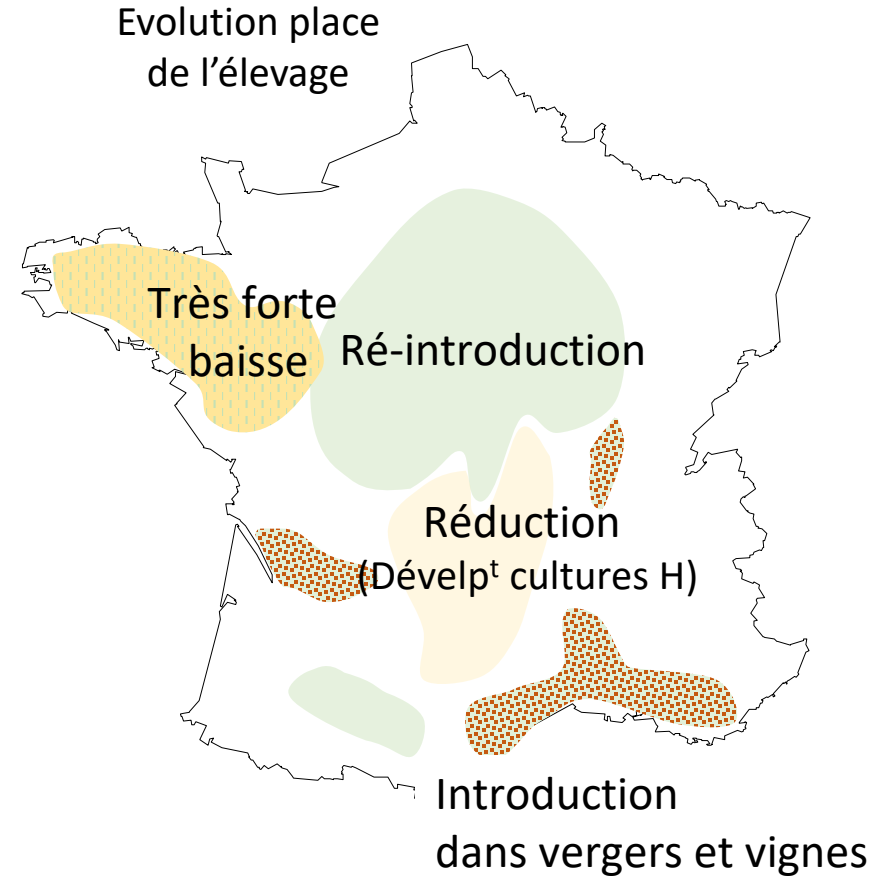 Evolution place
de l’élevage
Très forte
baisse
Ré-introduction
Réduction
(Dévelpᵗ cultures H)
Introduction
dans vergers et vignes